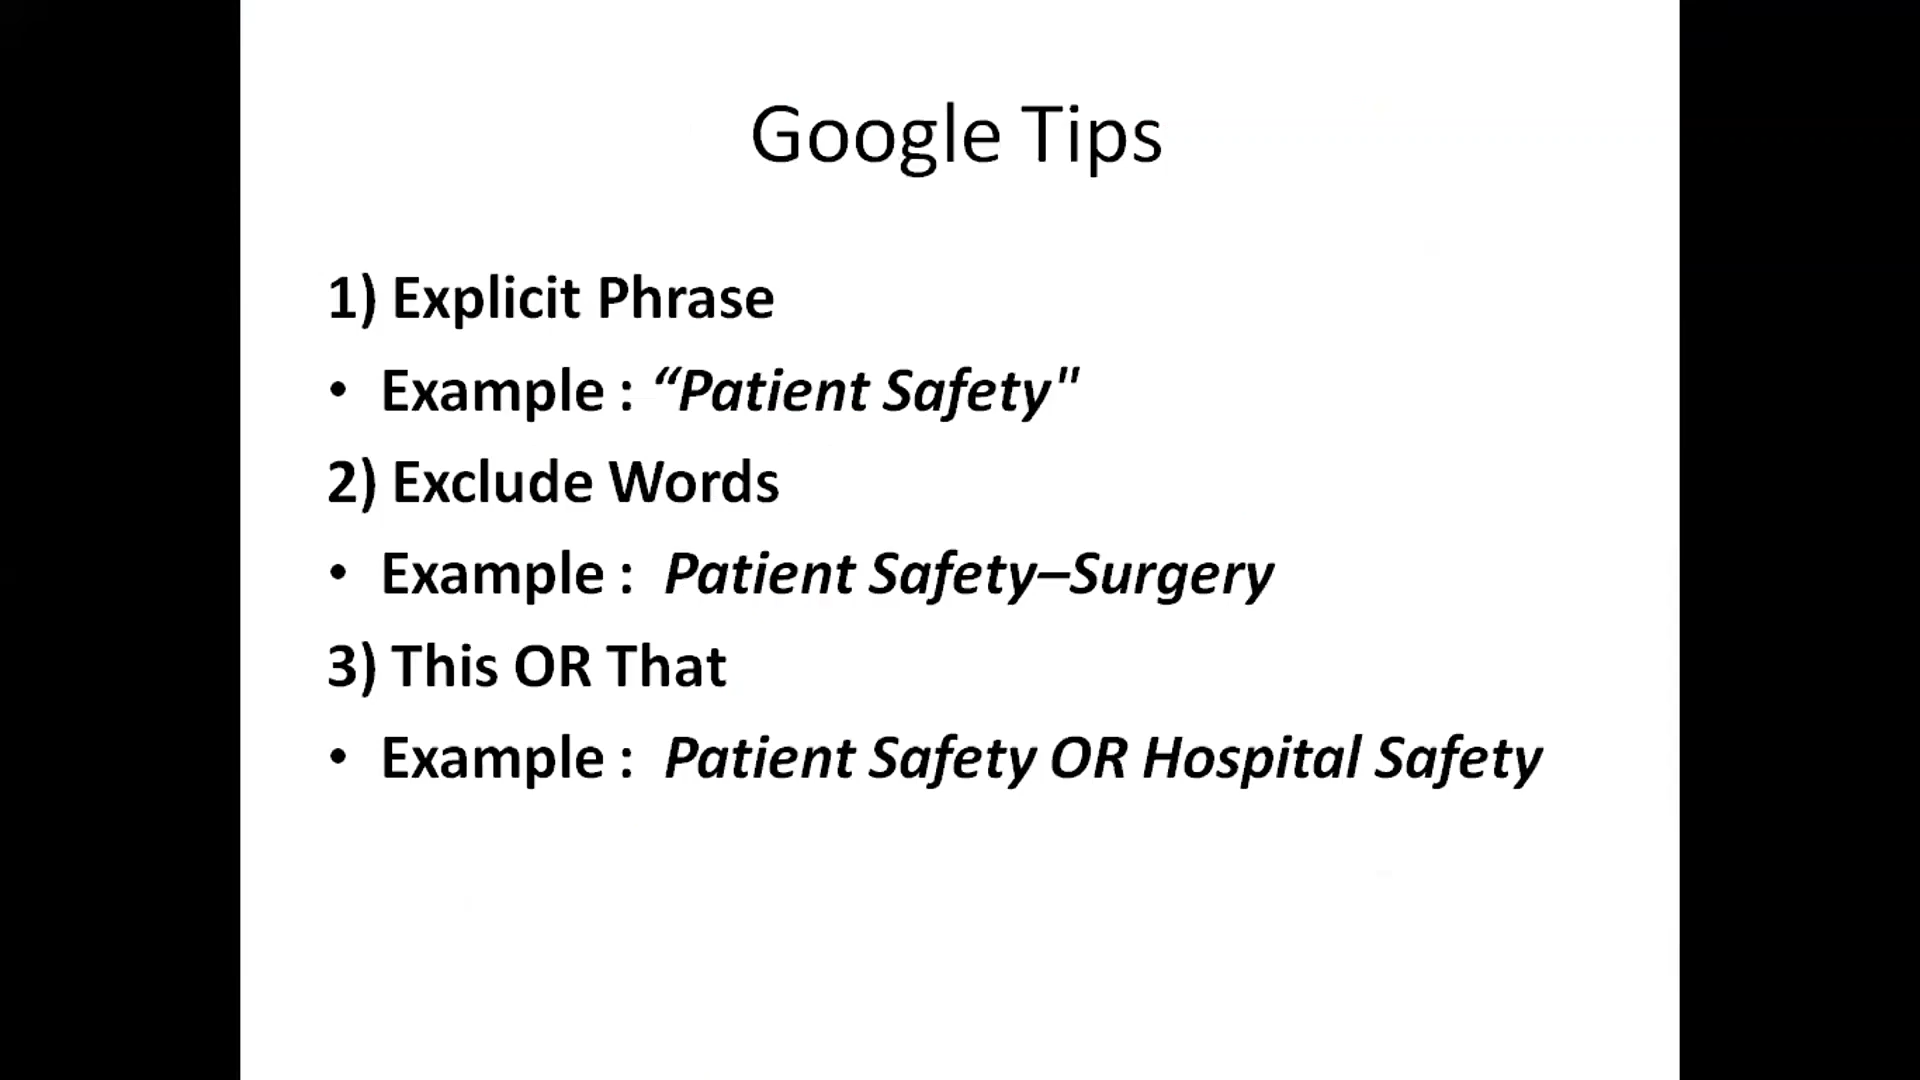 Google Tips
1) Explicit Phrase
• Example : “Patient Safety"
2) Exclude Words
• Example :  Patient Safety–Surgery
3) This OR That
• Example :  Patient Safety OR Hospital Safety